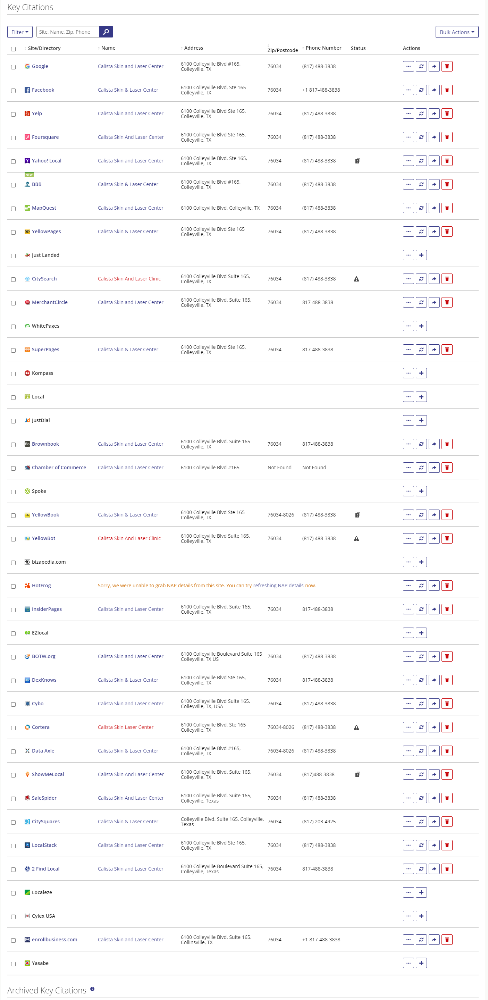 Key Citations
Filter Site, Name, Zip, Phone Bulk Actions
Site/Directory Name Address Zip/Postcode Phone Number Status Actions
Google Calista Skin and Laser Center 6100 Colleyville Blvd #165, 76034 (817) 488-3838
Colleyville, TX
Facebook Calista Skin & Laser Center 6100 Colleyville Blvd, Ste 165 76034 +1 817-488-3838
Colleyville, TX
Yelp Calista Skin and Laser Center 6100 Colleyville Blvd Ste 165, 76034 (817) 488-3838
Colleyville, TX
Foursquare Calista Skin And Laser Center 6100 Colleyville Blvd Ste 165, 76034 (817) 488-3838
Colleyville, TX
Yahoo! Local Calista Skin and Laser Center 6100 Colleyville Blvd, Ste 165, 76034 (817) 488-3838
Colleyville, TX
NEW
BBB Calista Skin & Laser Center 6100 Colleyville Blvd #165, 76034 (817) 488-3838
Colleyville, TX
MapQuest Calista Skin and Laser Center 6100 Colleyville Blvd, Colleyville, TX 76034 (817) 488-3838
YellowPages Calista Skin & Laser Center 6100 Colleyville Blvd Ste 165 76034 (817) 488-3838
Colleyville, TX
Just Landed
CitySearch Calista Skin And Laser Clinic 6100 Colleyville Blvd Suite 165, 76034 (817) 488-3838
Colleyville, TX
MerchantCircle Calista Skin and Laser Center 6100 Colleyville Blvd. Suite 165, 76034 817-488-3838
Colleyville, TX
WhitePages
SuperPages Calista Skin & Laser Center 6100 Colleyville Blvd Ste 165, 76034 817-488-3838
Colleyville, TX
Kompass
Local
JustDial
Brownbook Calista Skin and Laser Center 6100 Colleyville Blvd. Suite 165 76034 817-488-3838
Colleyville, TX
Chamber of Commerce Calista Skin and Laser Center 6100 Colleyville Blvd #165 Not Found Not Found
Spoke
YellowBook Calista Skin & Laser Center 6100 Colleyville Blvd Ste 165 76034-8026 (817) 488-3838
Colleyville, TX
YellowBot Calista Skin And Laser Clinic 6100 Colleyville Blvd Suite 165, 76034 (817) 488-3838
Colleyville, TX
bizapedia.com
HotFrog Sorry, we were unable to grab NAP details from this site. You can try refreshing NAP details now.
InsiderPages Calista Skin and Laser Center 6100 Colleyville Blvd. Suite 165, 76034 817-488-3838
Colleyville, TX
EZlocal
BOTW.org Calista Skin and Laser Center 6100 Colleyville Boulevard Suite 165 76034 (817) 488-3838
Colleyville, TX US
DexKnows Calista Skin & Laser Center 6100 Colleyville Blvd Ste 165, 76034 817-488-3838
Colleyville, TX
Cybo Calista Skin and Laser Center 6100 Colleyville Blvd Suite 165, 76034 (817) 488-3838
Colleyville, TX, USA
Cortera Calista Skin Laser Center 6100 Colleyville Blvd, Ste 165 76034-8026 (817) 488-3838
Colleyville, TX
Data Axle Calista Skin & Laser Center 6100 Colleyville Blvd #165, 76034-8026 (817) 488-3838
Colleyville, TX
ShowMeLocal Calista Skin And Laser Center 6100 Colleyville Blvd. Suite 165, 76034 (817)488-3838
Colleyville, TX
SaleSpider Calista Skin And Laser Center 6100 Colleyville Blvd. Suite 165, 76034 (817) 488-3838
Colleyville, Texas
CitySquares Calista Skin & Laser Center Colleyville Blvd. Suite 165, Colleyville, 76034 (817) 203-4925
Texas
LocalStack Calista Skin and Laser Center 6100 Colleyville Blvd Ste 165, 76034 (817) 488-3838
Colleyville, TX
2 Find Local Calista Skin and Laser Center 6100 Colleyville Boulevard Suite 165, 76034 817-488-3838
Colleyville, Texas
Localeze
Cylex USA
enrollbusiness.com Calista Skin and Laser Center 6100 Colleyville Blvd. Suite 165, 76034 +1-817-488-3838
Collinsville, TX
Yasabe
Archived Key Citations